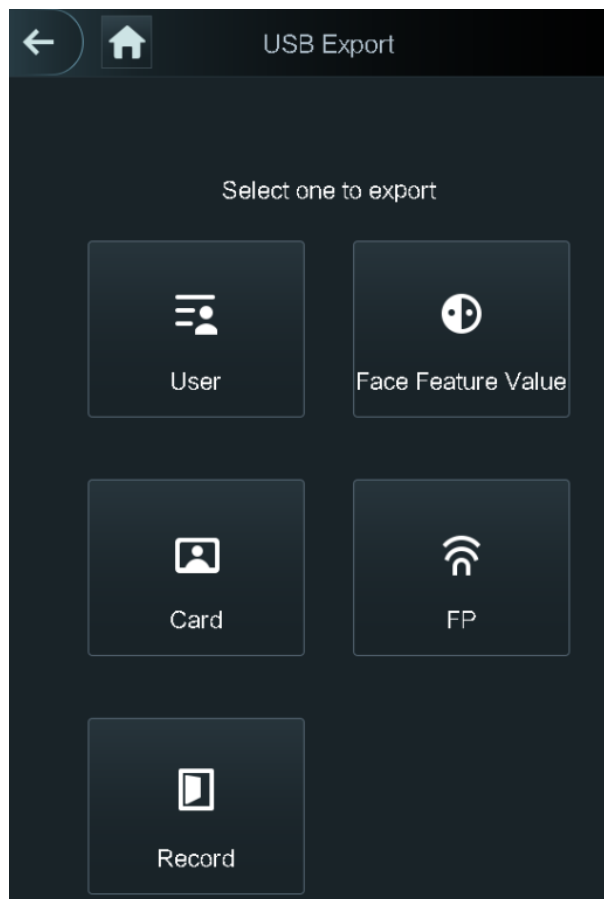 USB Export
Select one to export
User
Face Feature Value
Card
FP
Record